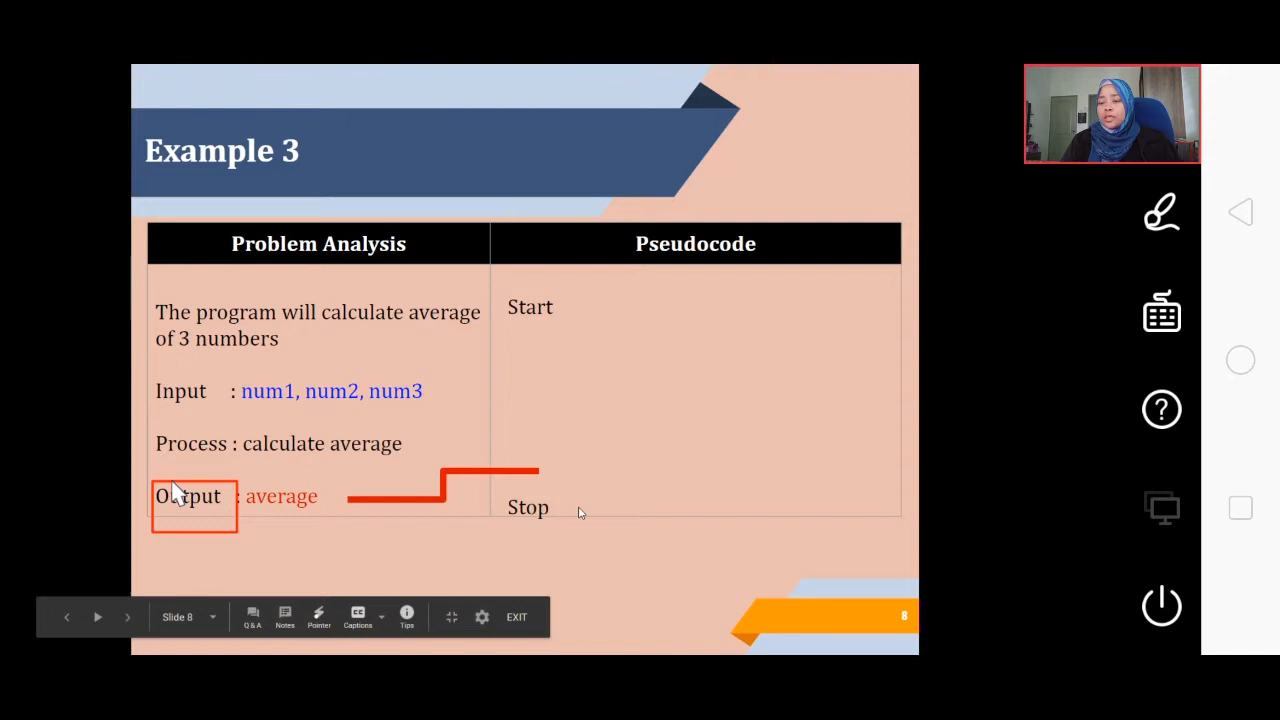 Example 3
Problem Analysis
Pseudocode
The program will calculate average
of 3 numbers
Input : num1, num2, num3
Process : calculate average
Output : average
Start
Stop
Slide 8
Q & A
Notes
Pointer
CC
Captions
Tips
EXIT
8